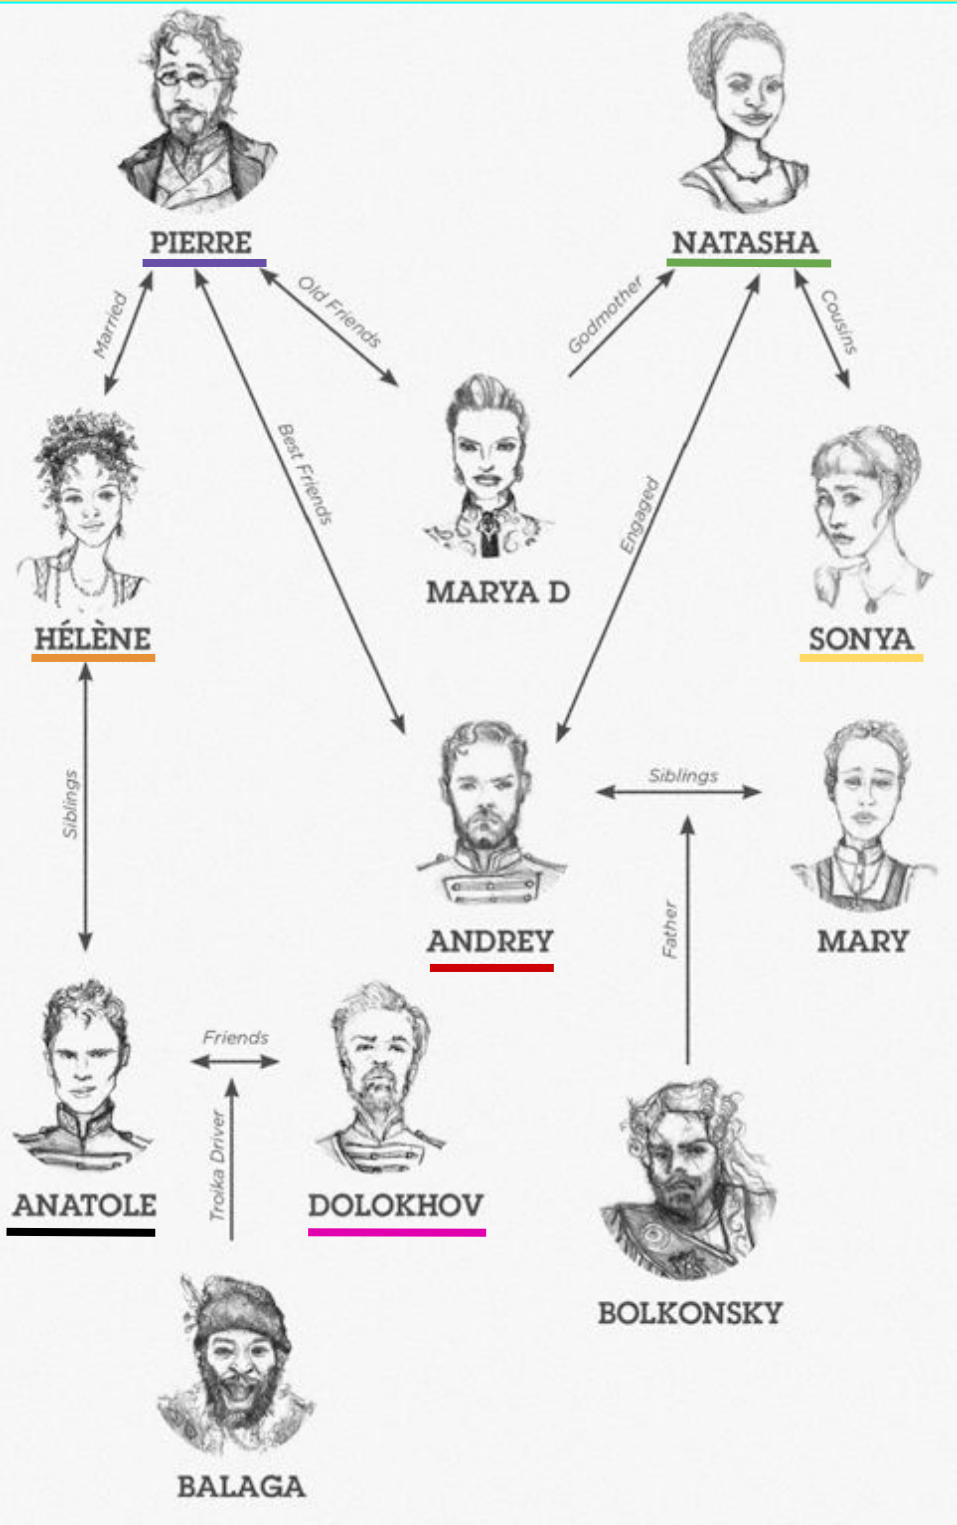 PIERRE
NATASHA
Married
Old Friends
Godmother
Cousins
Best Friends
Engaged
MARYA D
HÉLÈNE
SONYA
Siblings
Siblings
ANDREY
MARY
Father
Friends
Troika Driver
ANATOLE
DOLOKHOV
BOLKONSKY
BALAGA